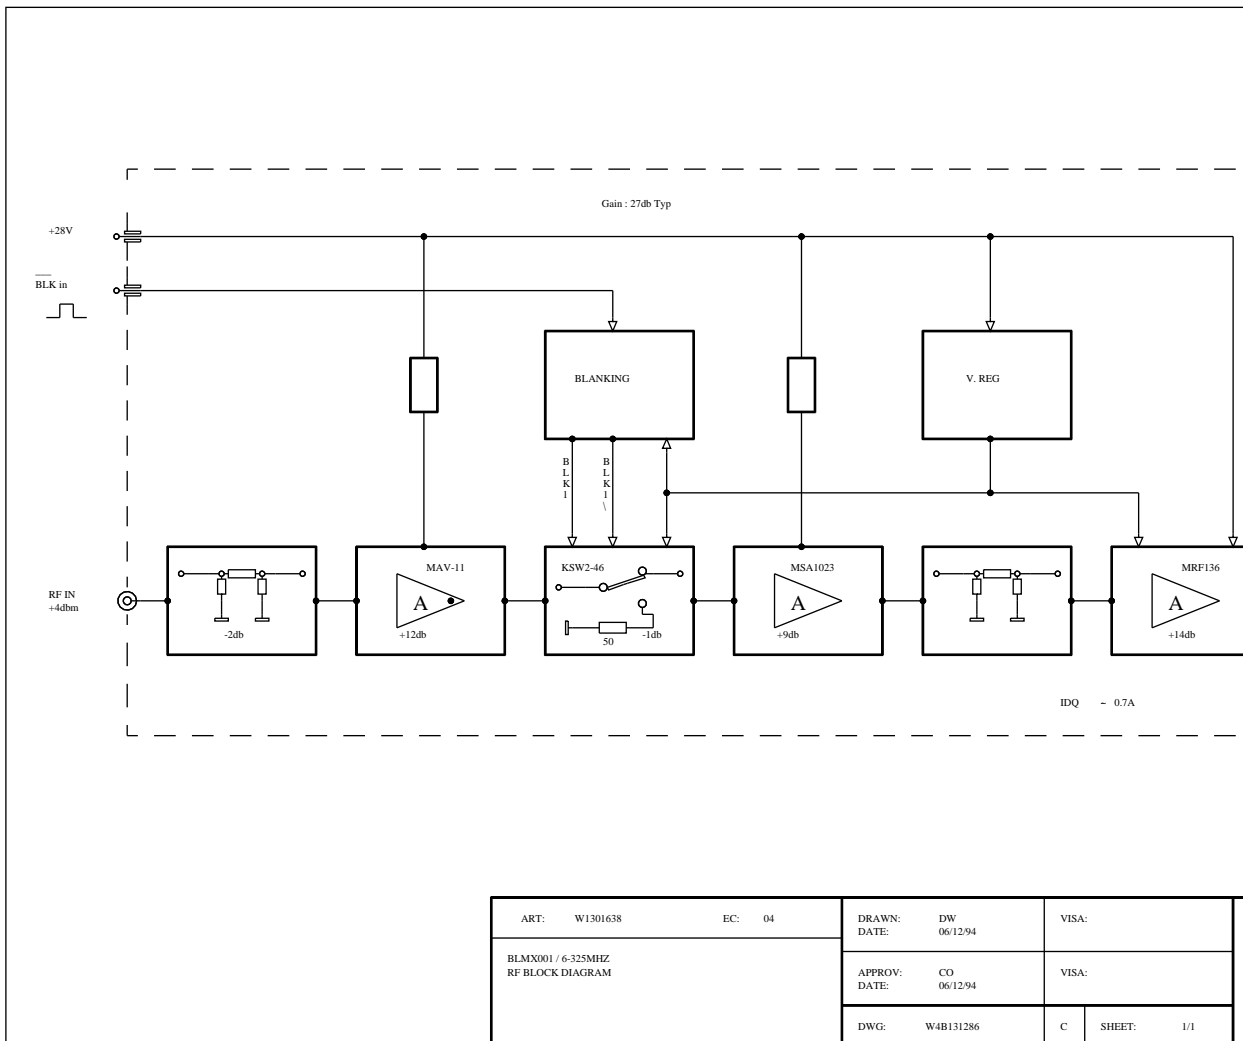 Gain : 27db Typ
+28V
BLK in
BLANKING
V. REG
BLK1
BLK1\
MAV-11
KSW2-46
MSA1023
MRF136
RF IN
+4dbm
A
A
A
-2db
+12db
50
-1db
+9db
+14db
IDQ ~ 0.7A
ART: W1301638 EC: 04
DRAWN: DW
DATE: 06/12/94
VISA:
BLMX001 / 6-325MHZ
RF BLOCK DIAGRAM
APPROV: CO
DATE: 06/12/94
VISA:
DWG: W4B131286 C SHEET: 1/1